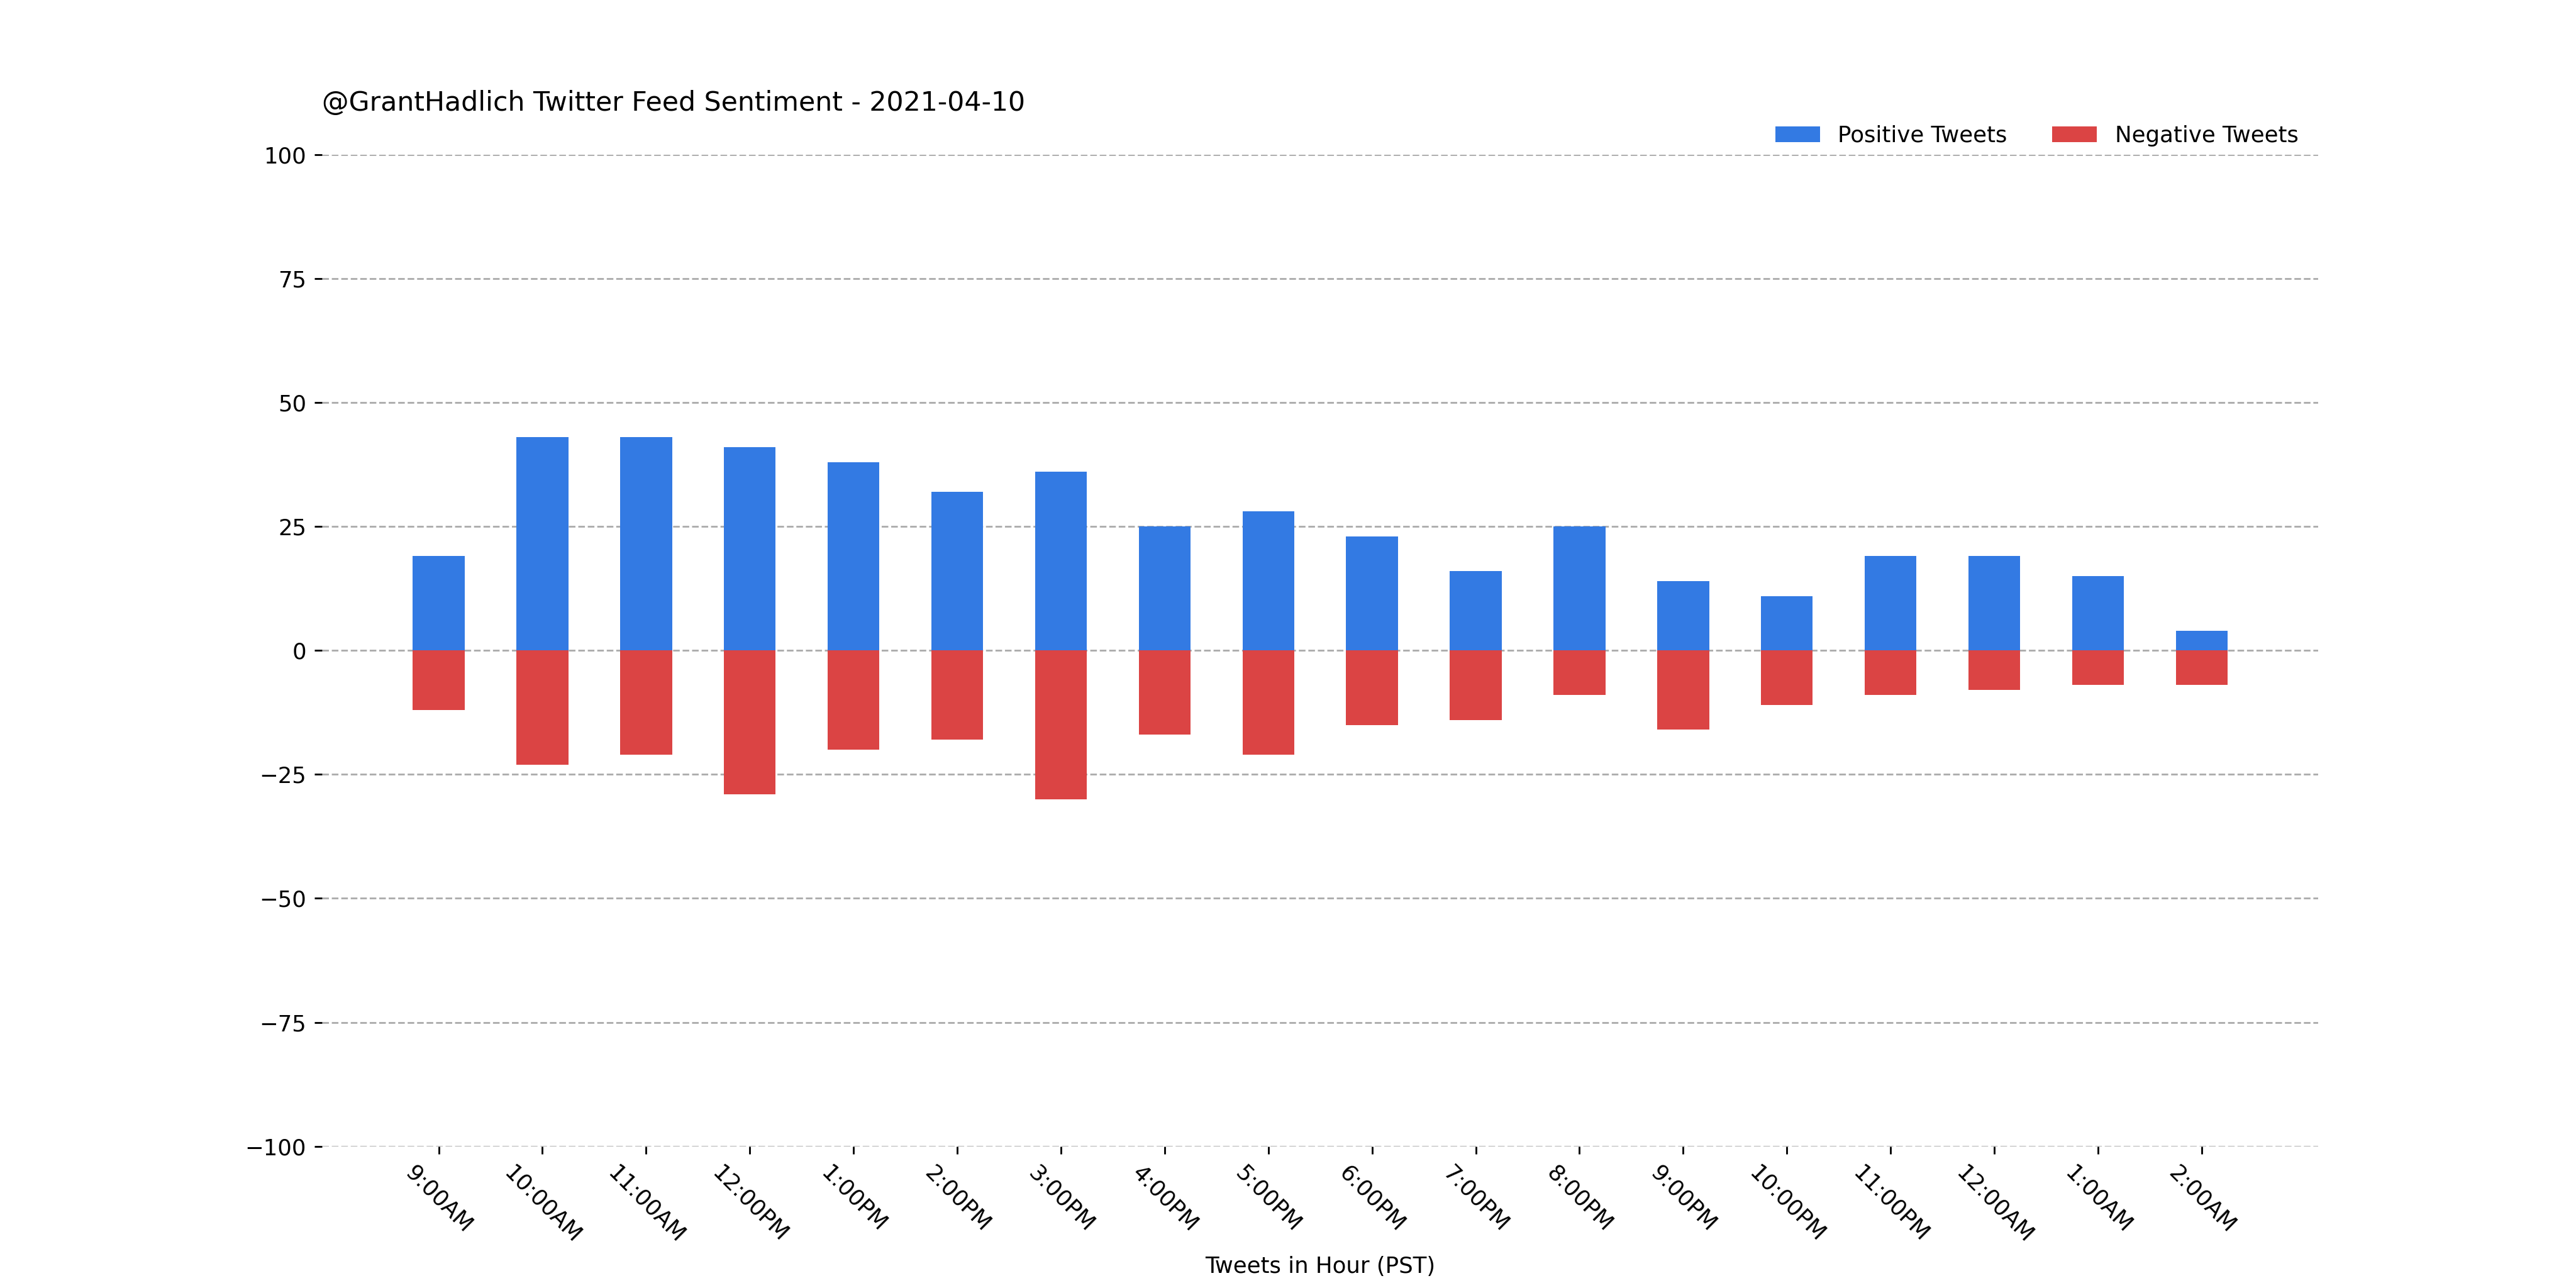 @GrantHadlich Twitter Feed Sentiment - 2021-04-10
Positive Tweets
Negative Tweets
100
75
50
25
0
−25
−50
−75
−100
9:00AM
10:00AM
11:00AM
12:00PM
1:00PM
2:00PM
3:00PM
4:00PM
5:00PM
6:00PM
7:00PM
8:00PM
9:00PM
10:00PM
11:00PM
12:00AM
1:00AM
2:00AM
Tweets in Hour (PST)